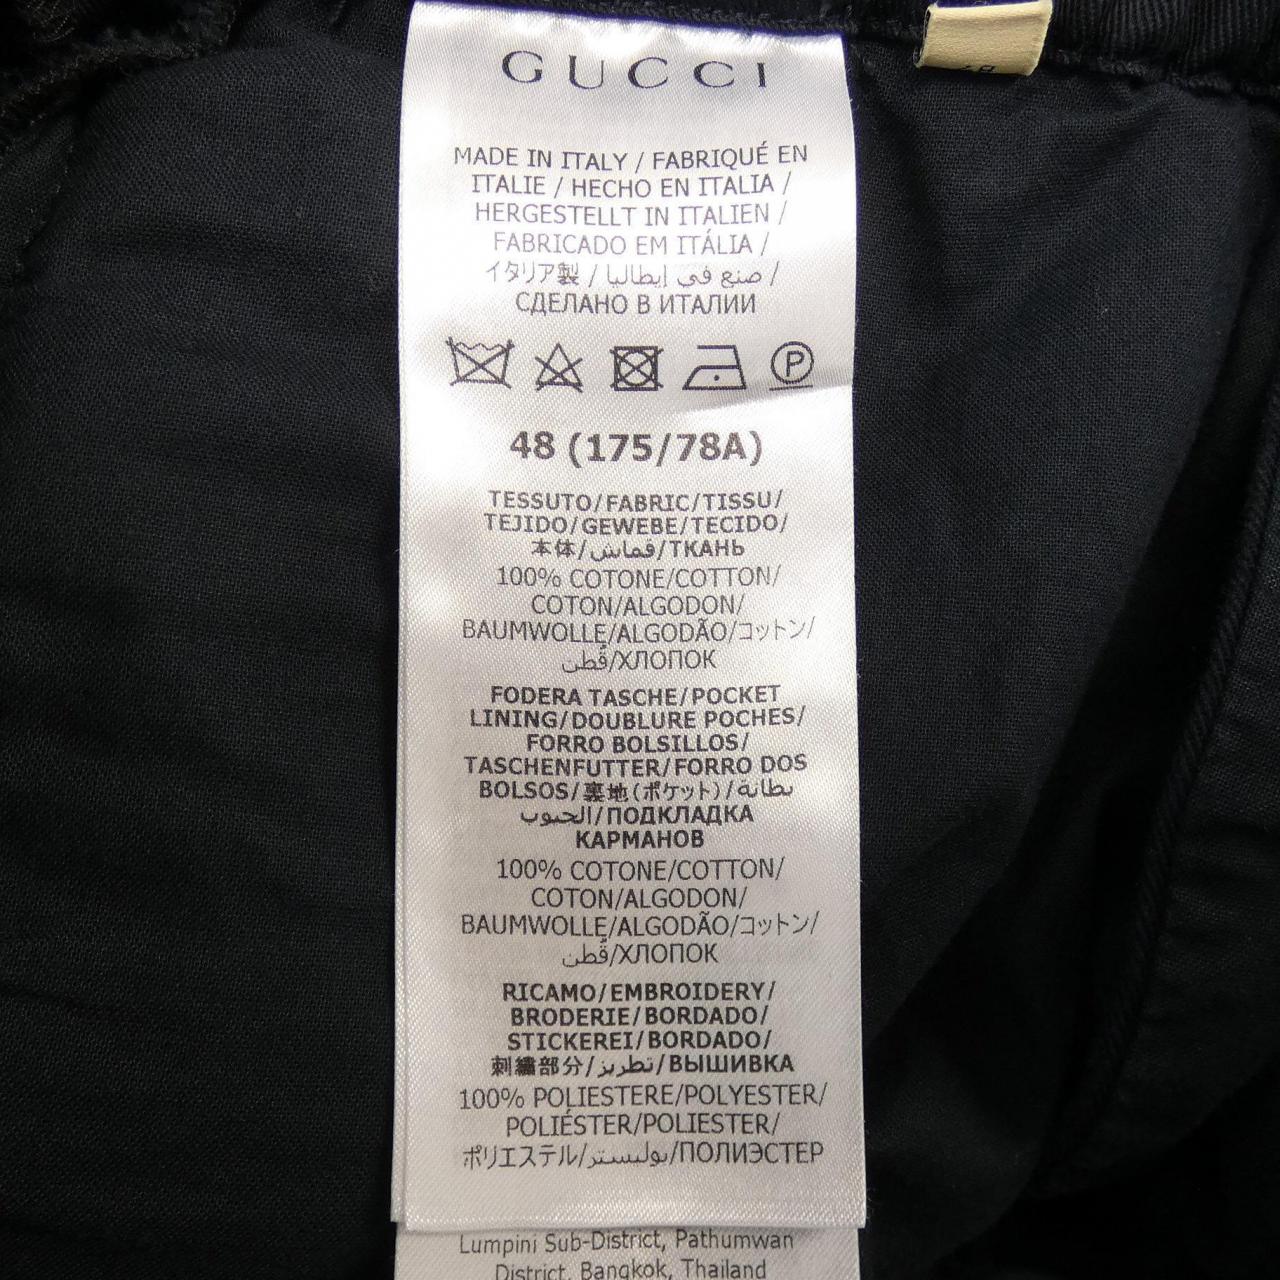 GUCCI
MADE IN ITALY / FABRIQUÉ EN
ITALIE / HECHO EN ITALIA /
HERGESTELLT IN ITALIEN /
FABRICADO EM ITÁLIA /
イタリア製 / صنع في إيطاليا /
СДЕЛАНО В ИТАЛИИ
P
48 (175/78A)
TESSUTO/FABRIC/TISSU/
TEJIDO/GEWEBE/TECIDO/
本体/قماش/ТКАНЬ
100% COTONE/COTTON/
COTON/ALGODON/
BAUMWOLLE/ALGODÃO/コットン/
قُطن/ХЛОПОК
FODERA TASCHE/POCKET
LINING/DOUBLURE POCHES/
FORRO BOLSILLOS/
TASCHENFUTTER/FORRO DOS
BOLSOS/裏地(ポケット)/بطانة
الجيوب/ПОДКЛАДКА
КАРМАНОВ
100% COTONE/COTTON/
COTON/ALGODON/
BAUMWOLLE/ALGODÃO/コットン/
قُطن/ХЛОПОК
RICAMO/EMBROIDERY/
BRODERIE/BORDADO/
STICKEREI/BORDADO/
刺繍部分/تطريز/ВЫШИВКА
100% POLIESTERE/POLYESTER/
POLIÉSTER/POLIESTER/
ポリエステル/بوليستر/ПОЛИЭСТЕР
Lumpini Sub-District, Pathumwan
District, Bangkok, Thailand